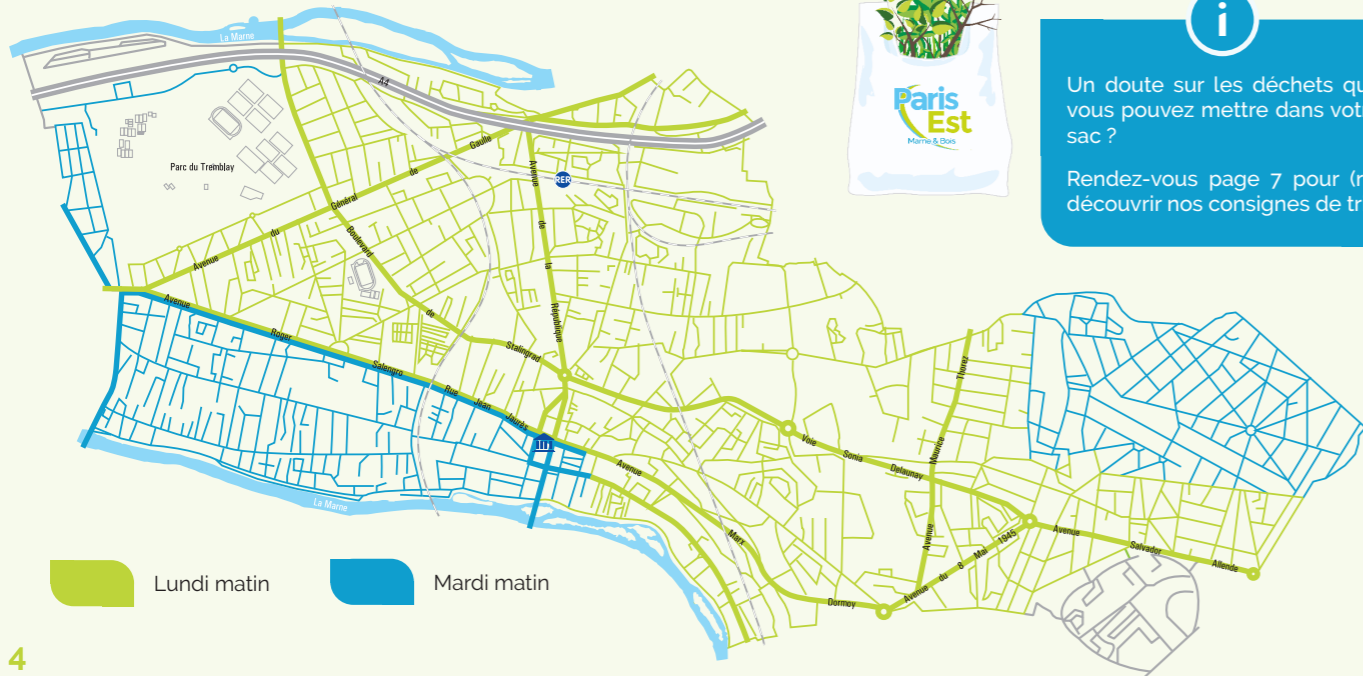 La Marne
A4
Parc du Tremblay
RER
Avenue du Général de Gaulle
Boulevard de Stalingrad
Avenue de la République
Avenue Roger Salengro
Rue Jean Jaurès
Avenue Marx Dormoy
Voie Sonia Delaunay
Avenue Maurice Thorez
Avenue du 8 Mai 1945
Avenue Salvador Allende
La Marne
Paris
Est
Marne & Bois
i
Un doute sur les déchets qu
vous pouvez mettre dans vot
sac ?
Rendez-vous page 7 pour (r
découvrir nos consignes de tr
Lundi matin
Mardi matin
4